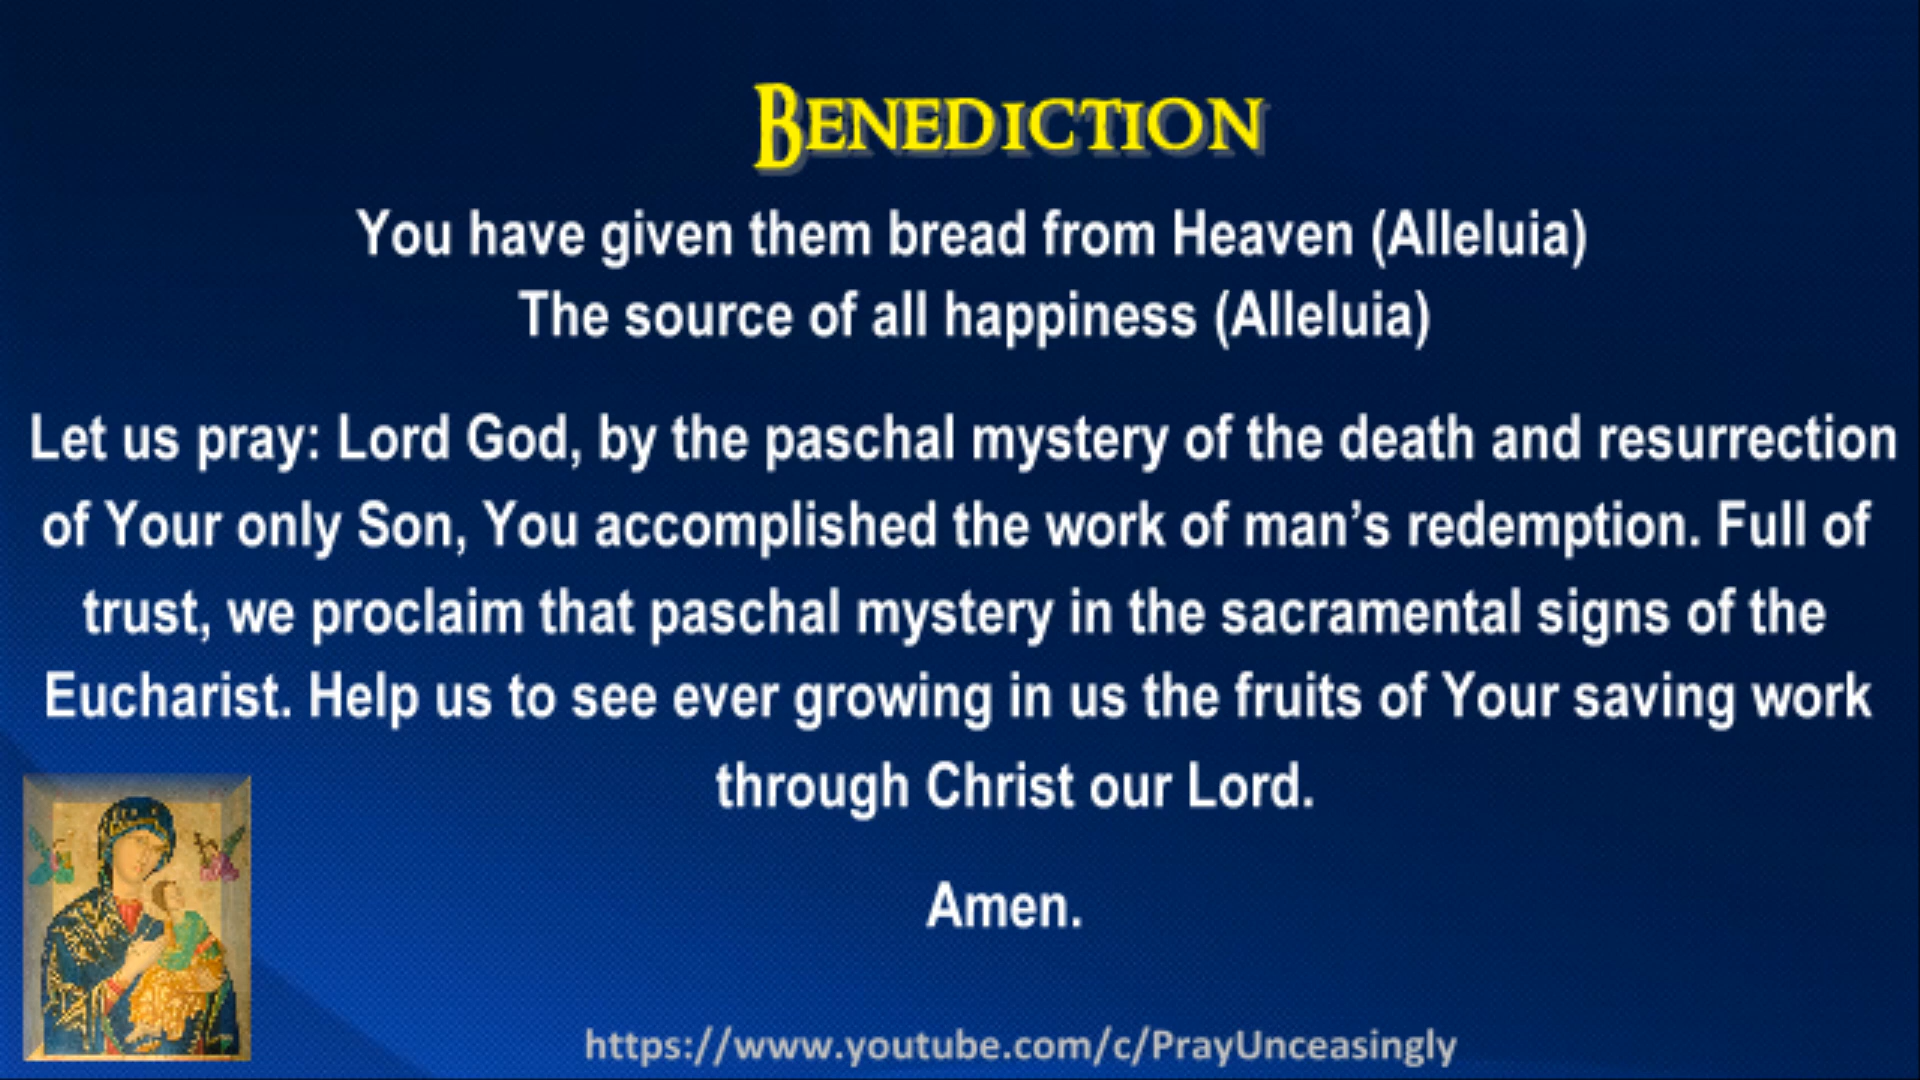 BENEDICTION
You have given them bread from Heaven (Alleluia)
The source of all happiness (Alleluia)
Let us pray: Lord God, by the paschal mystery of the death and resurrection
of Your only Son, You accomplished the work of man’s redemption. Full of
trust, we proclaim that paschal mystery in the sacramental signs of the
Eucharist. Help us to see ever growing in us the fruits of Your saving work
through Christ our Lord.
Amen.
https://www.youtube.com/c/PrayUnceasingly